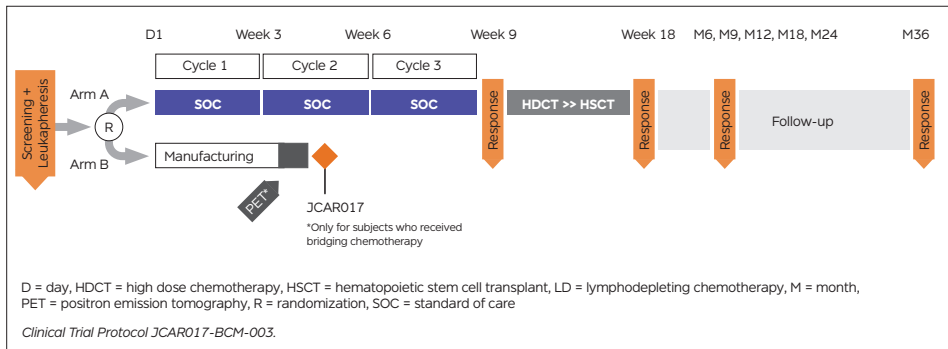 D1 Week 3 Week 6 Week 9 Week 18 M6, M9, M12, M18, M24 M36
Cycle 1 Cycle 2 Cycle 3
Screening +
Leukapheresis
Arm A
SOC SOC SOC
Response
HDCT >> HSCT
Response
Response
Follow-up
Response
R
Arm B
Manufacturing
PET*
JCAR017
*Only for subjects who received
bridging chemotherapy
D = day, HDCT = high dose chemotherapy, HSCT = hematopoietic stem cell transplant, LD = lymphodepleting chemotherapy, M = month,
PET = positron emission tomography, R = randomization, SOC = standard of care
Clinical Trial Protocol JCAR017-BCM-003.